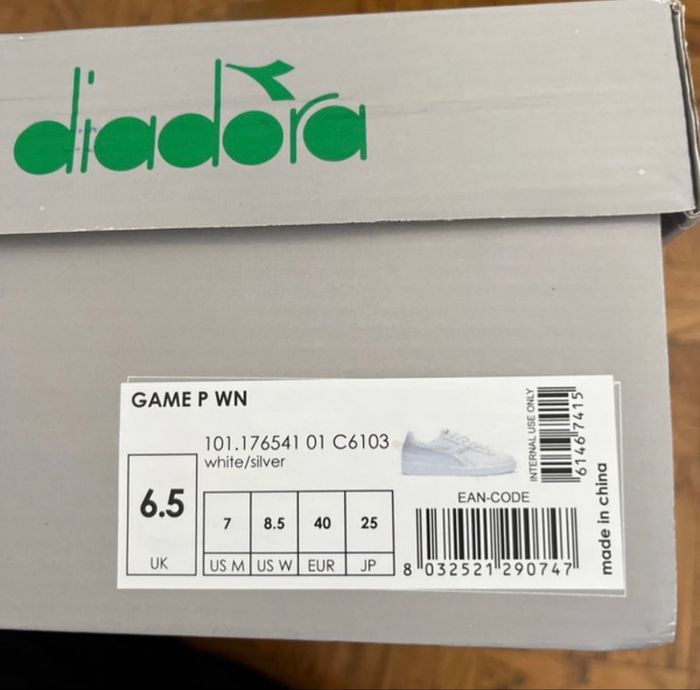 diadora
GAME P WN
101.176541 01 C6103
white/silver
6.5
UK
7 8.5 40 25
US M US W EUR JP
EAN-CODE
8 032521 290747
INTERNAL USE ONLY
6146 7415
made in china